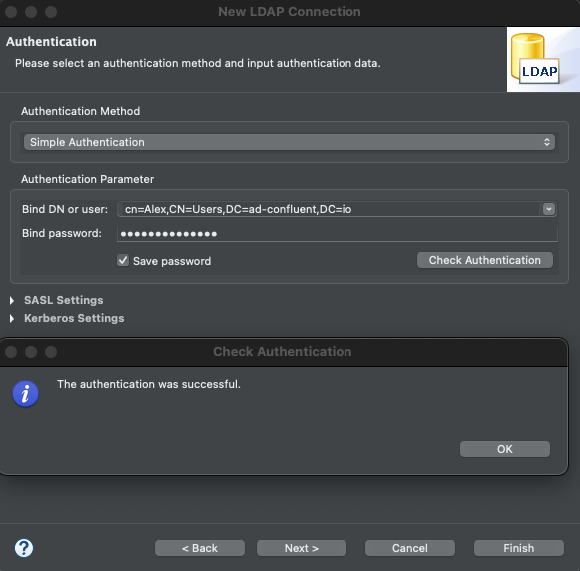 New LDAP Connection
Authentication
Please select an authentication method and input authentication data.
LDAP
Authentication Method
Simple Authentication
Authentication Parameter
Bind DN or user: cn=Alex,CN=Users,DC=ad-confluent,DC=io
Bind password: ••••••••••••••
Save password Check Authentication
SASL Settings
Kerberos Settings
Check Authentication
i The authentication was successful.
OK
? < Back Next > Cancel Finish